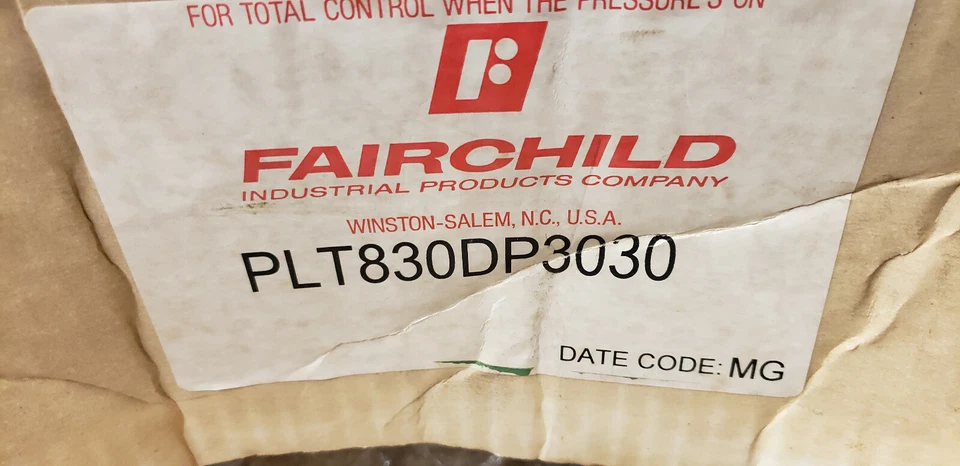 FOR TOTAL CONTROL WHEN THE PRESSURE'S ON
FAIRCHILD
INDUSTRIAL PRODUCTS COMPANY
WINSTON-SALEM, N.C., U.S.A.
PLT830DP3030
DATE CODE: MG